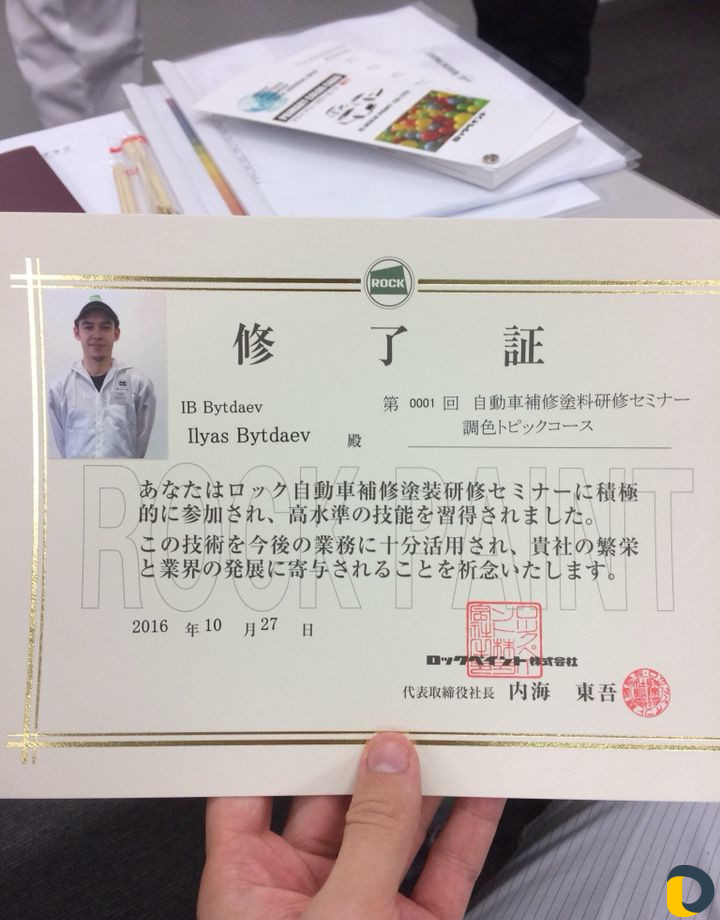 ROCK
修了証
IB Bytdaev
Ilyas Bytdaev 殿
第 0001 回 自動車補修塗料研修セミナー
調色トピックコース
ROCK PAINT
あなたはロック自動車補修塗装研修セミナーに積極
的に参加され、高水準の技能を習得されました。
この技術を今後の業務に十分活用され、貴社の繁栄
と業界の発展に寄与されることを祈念いたします。
2016 年 10 月 27 日
ロックペイント株式会社
代表取締役社長 内海 東吾